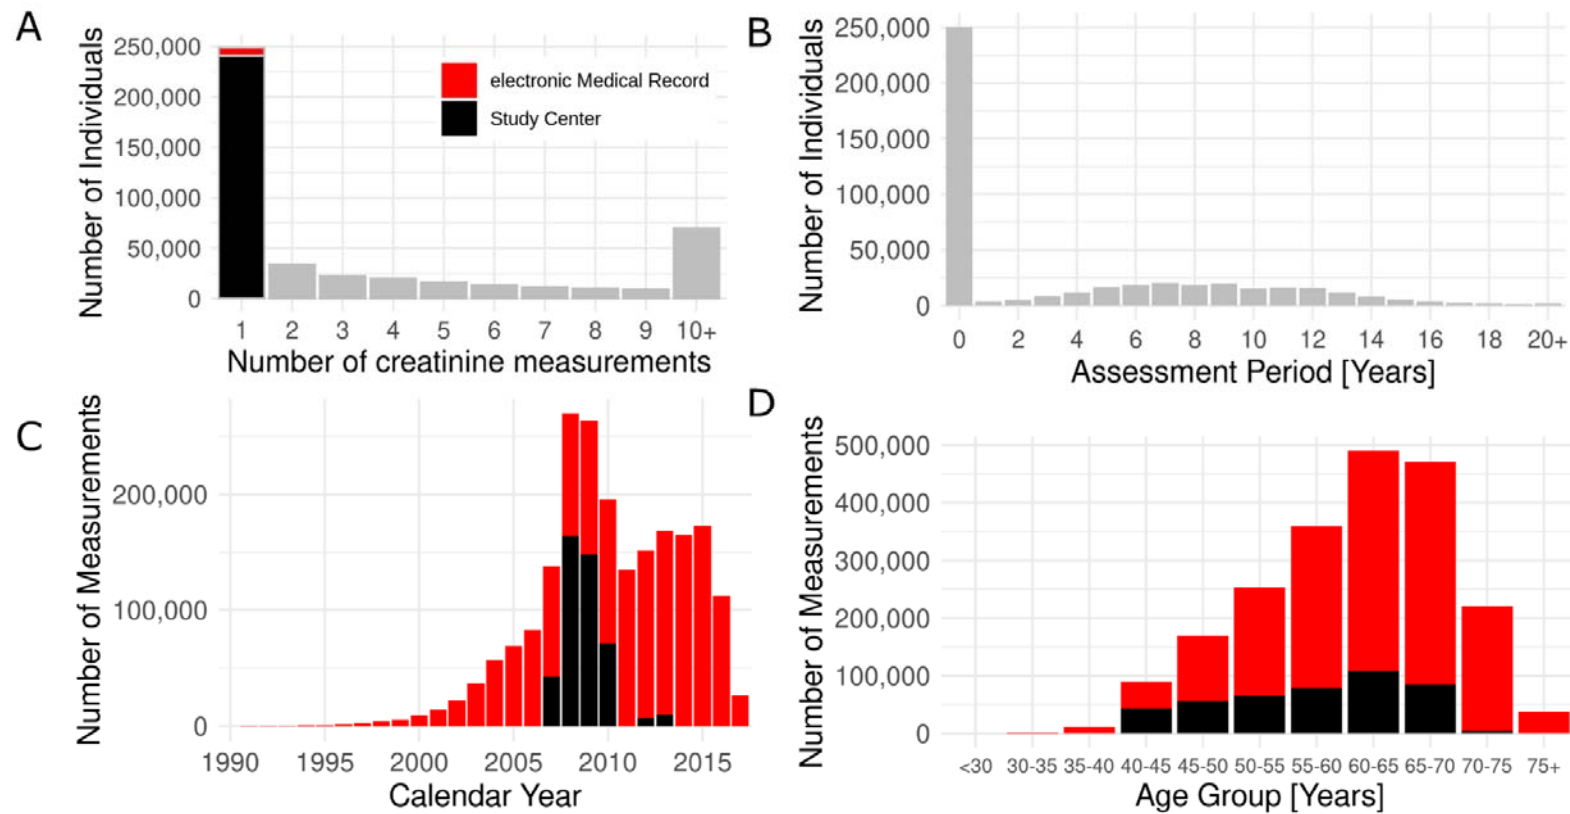 A
Number of Individuals
250,000
200,000
150,000
100,000
50,000
0
electronic Medical Record
Study Center
1 2 3 4 5 6 7 8 9 10+
Number of creatinine measurements
B
Number of Individuals
250,000
200,000
150,000
100,000
50,000
0
0 2 4 6 8 10 12 14 16 18 20+
Assessment Period [Years]
C
Number of Measurements
200,000
100,000
0
1990 1995 2000 2005 2010 2015
Calendar Year
D
Number of Measurements
500,000
400,000
300,000
200,000
100,000
0
<30 30-35 35-40 40-45 45-50 50-55 55-60 60-65 65-70 70-75 75+
Age Group [Years]